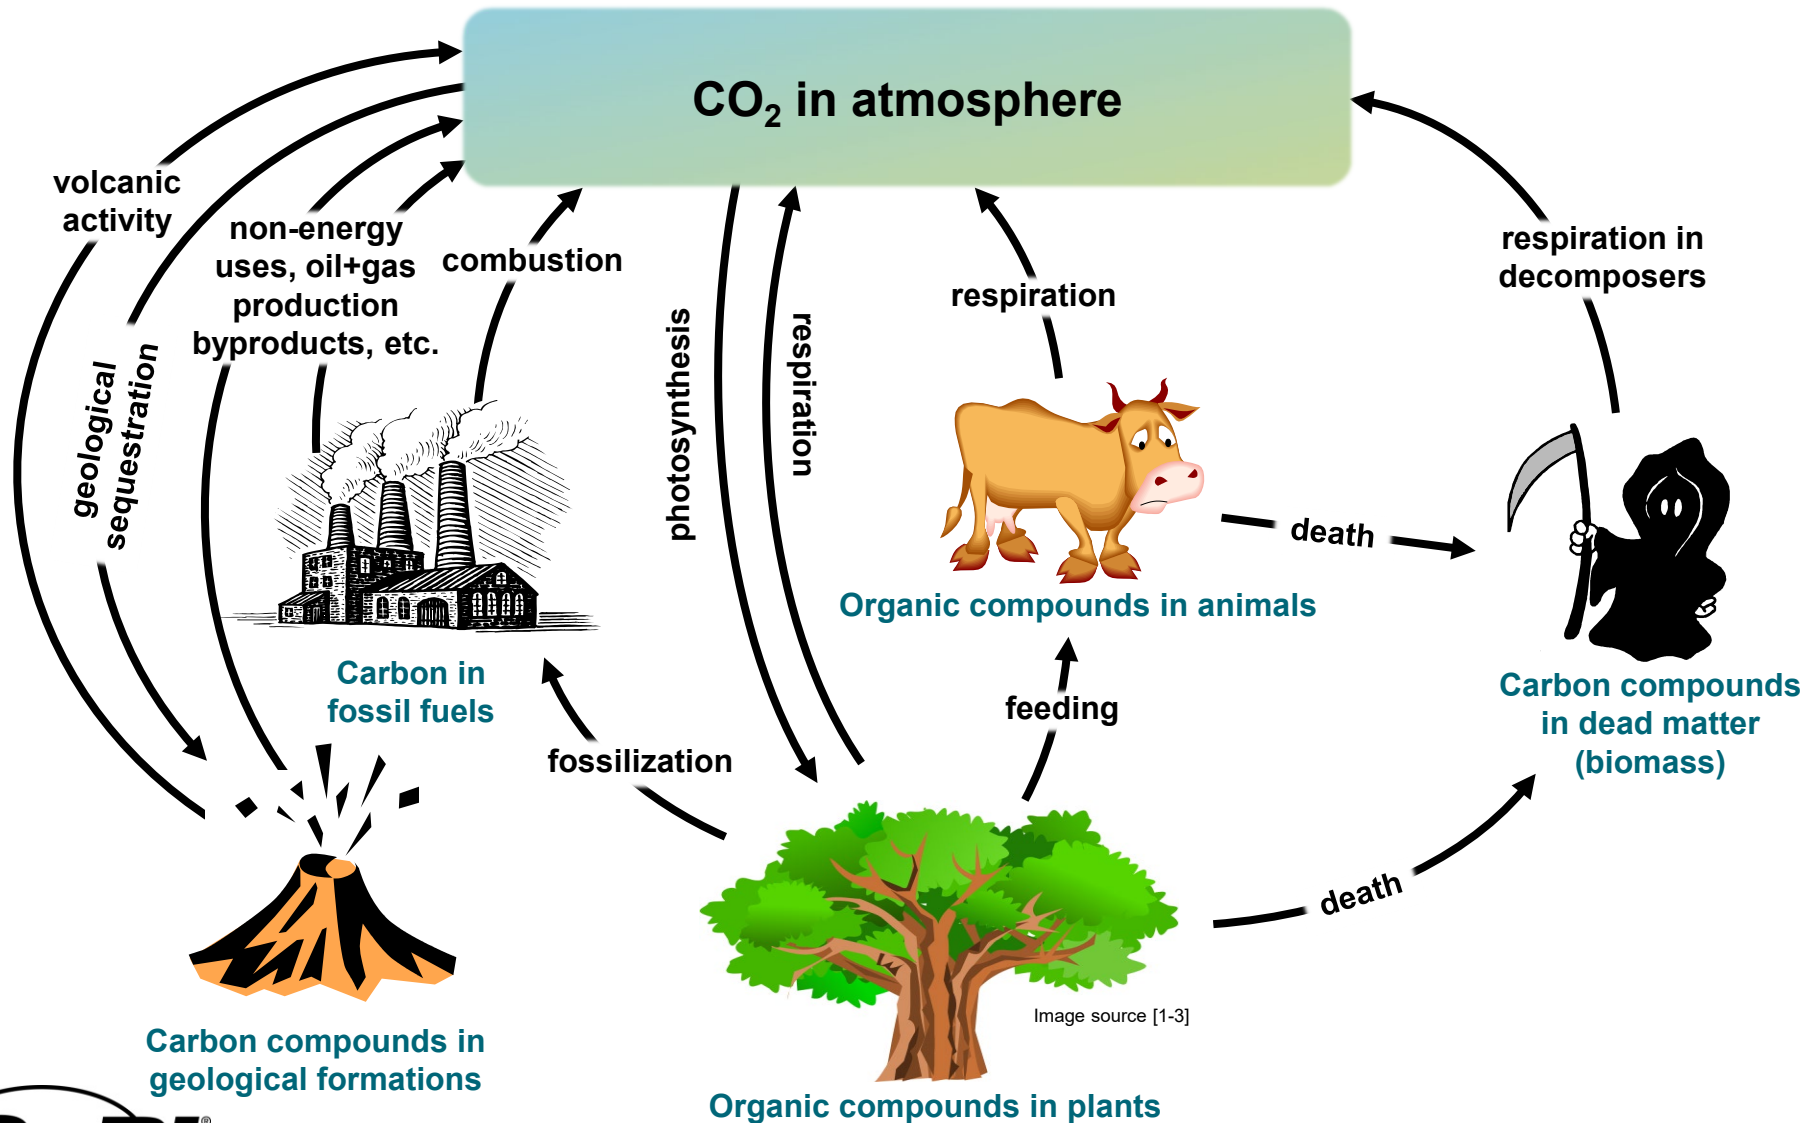 CO₂ in atmosphere
volcanic
activity
non-energy
uses, oil+gas
production
byproducts, etc.
combustion
geological
sequestration
photosynthesis
respiration
respiration
respiration in
decomposers
death
Organic compounds in animals
Carbon in
fossil fuels
feeding
Carbon compounds
in dead matter
(biomass)
fossilization
death
Image source [1-3]
Carbon compounds in
geological formations
Organic compounds in plants
®